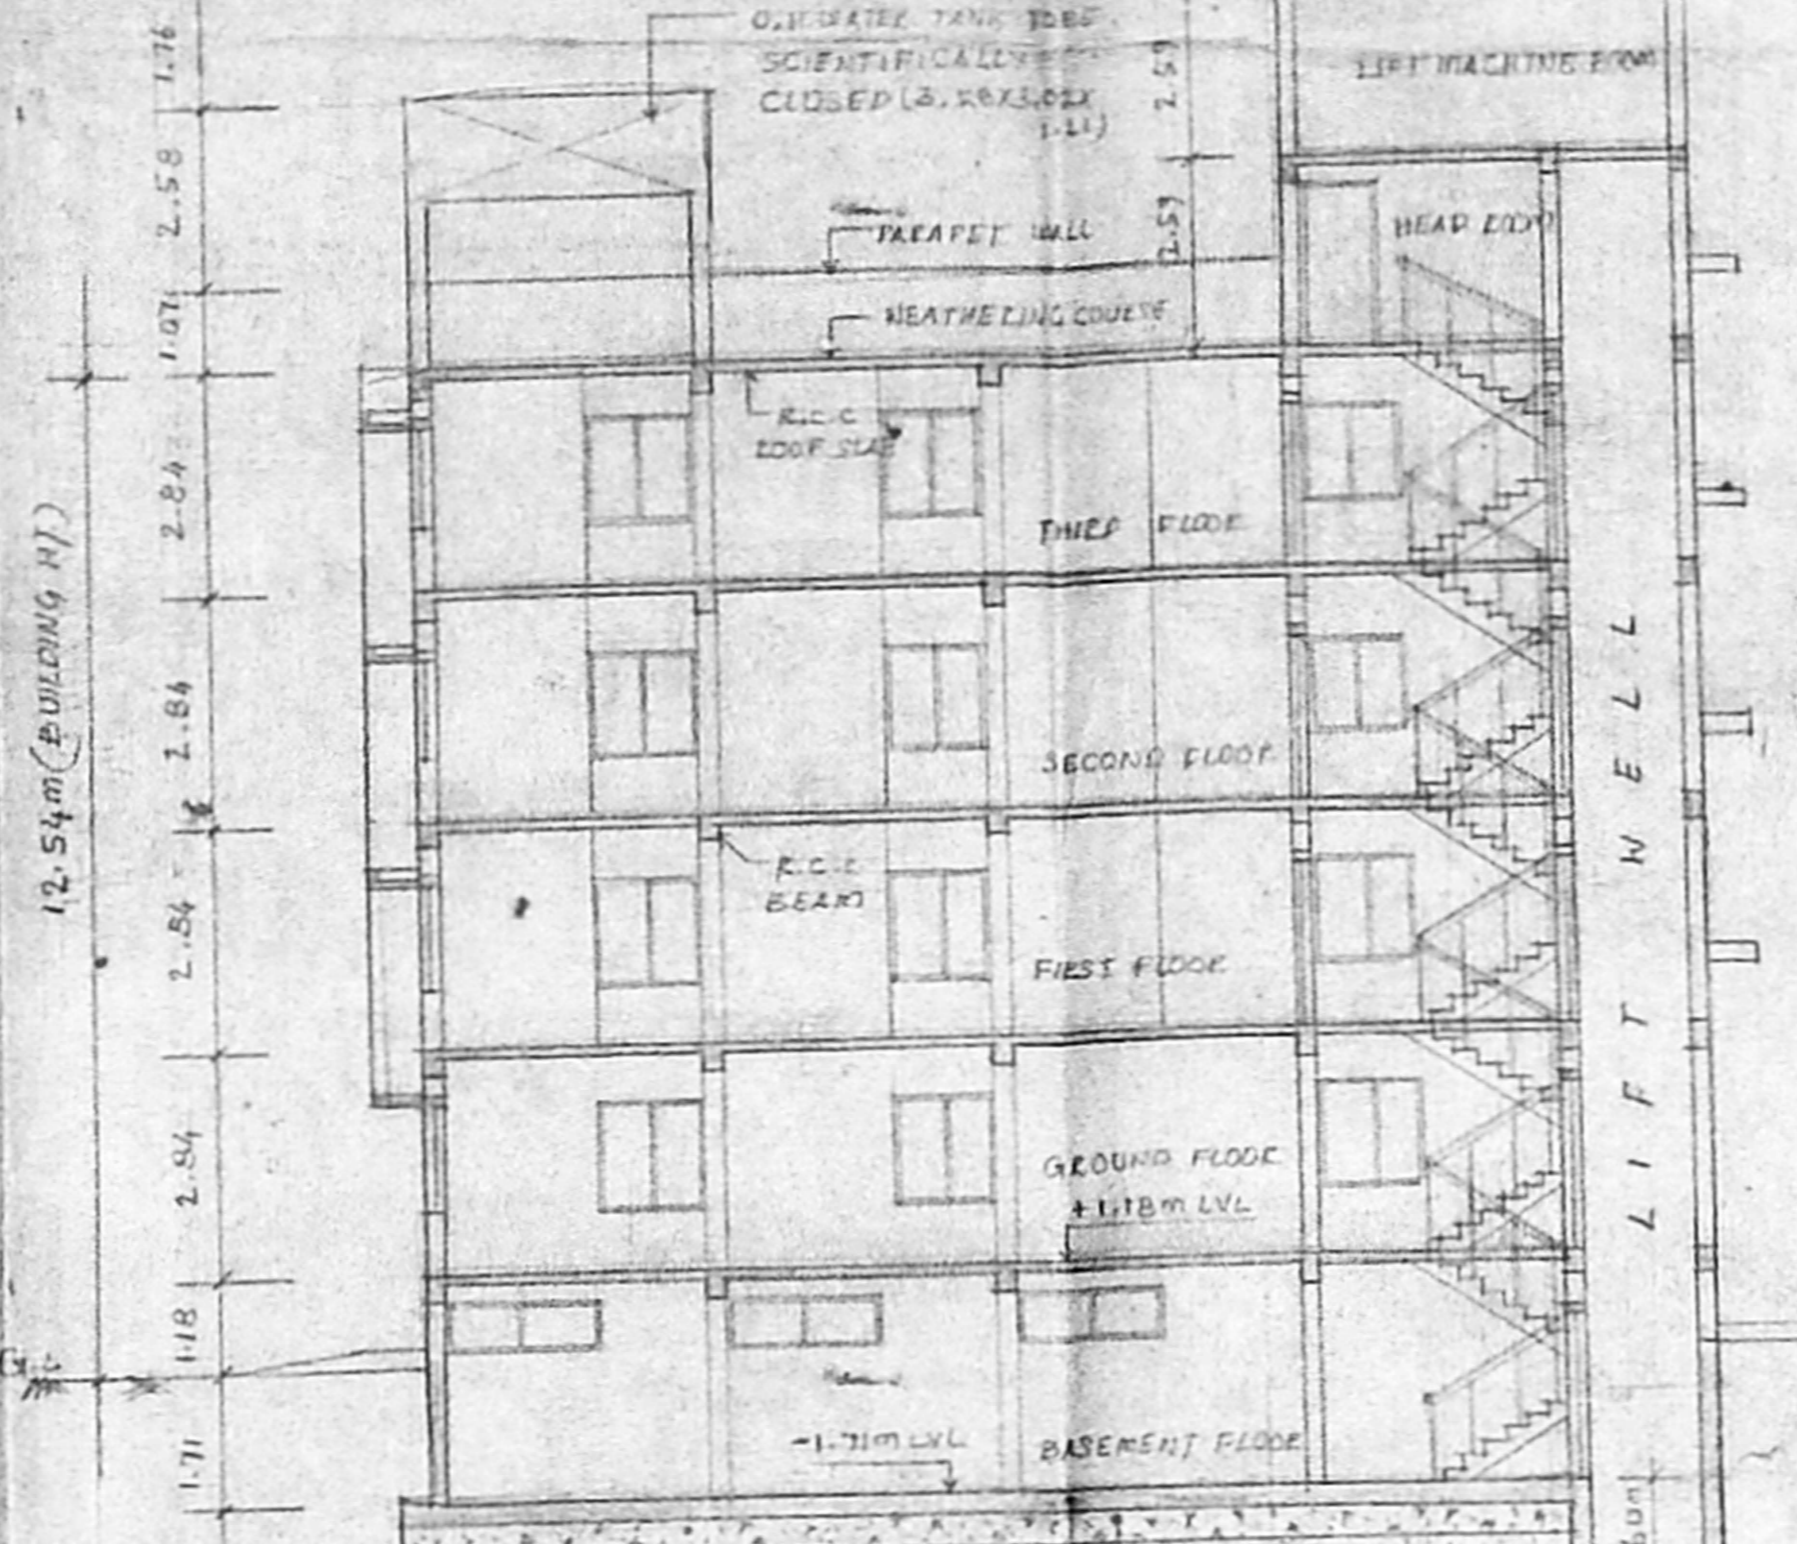 1.76
WATER TANK TO BE
SCIENTIFICALLY
CLOSED
1.21)
2.59
LIFT MACHINE ROOM
2.58
PARAPET WALL
2.59
HEAD ROOM
1.07
WEATHERING COURSE
R.C.C
ROOF SLAB
2.84
THIRD FLOOR
12.54m (BUILDING HT)
2.84
SECOND FLOOR
R.C.C
BEAM
2.84
FIRST FLOOR
LIFT WELL
2.84
GROUND FLOOR
+1.18m LVL
1.18
-1.71m LVL
BASEMENT FLOOR
1.71